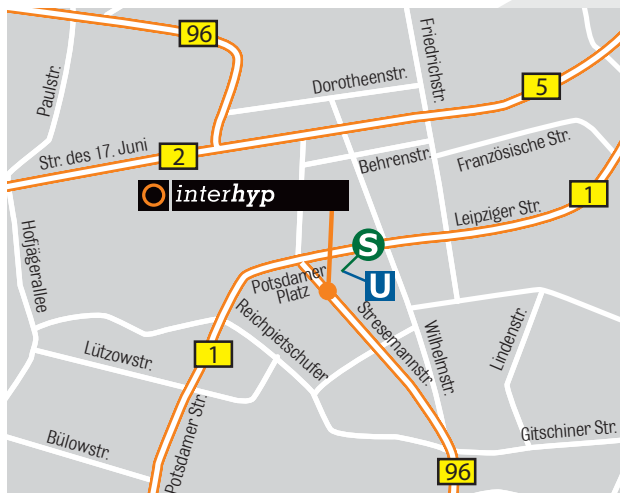 96
Friedrichstr.
Paulstr.
Dorotheenstr.
5
Str. des 17. Juni
2
Behrenstr.
Französische Str.
interhyp
1
Leipziger Str.
Hofjägerallee
S
Potsdamer
Platz
U
Reichpietschufer
Stresemannstr.
Wilhelmstr.
Lindenstr.
Lützowstr.
1
Potsdamer Str.
Bülowstr.
Gitschiner Str.
96